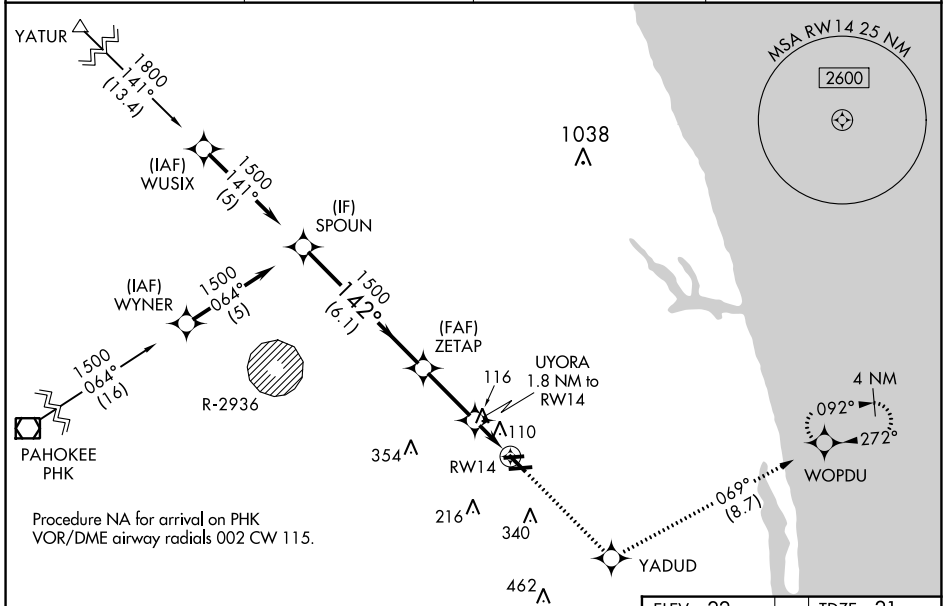 YATUR
1800
141°
(13.4)
(IAF)
WUSIX
1500
141°
(5)
(IF)
SPOUN
1038
MSA RW14 25 NM
2600
(IAF)
WYNER
1500
064°
(5)
1500
142°
(6.1)
(FAF)
ZETAP
UYORA
1.8 NM to
RW14
116
110
1500
064°
(16)
R-2936
354
RW14
4 NM
092°
272°
WOPDU
PAHOKEE
PHK
216
340
069°
(8.7)
Procedure NA for arrival on PHK
VOR/DME airway radials 002 CW 115.
YADUD
462
ELEV 22
TDZE 21